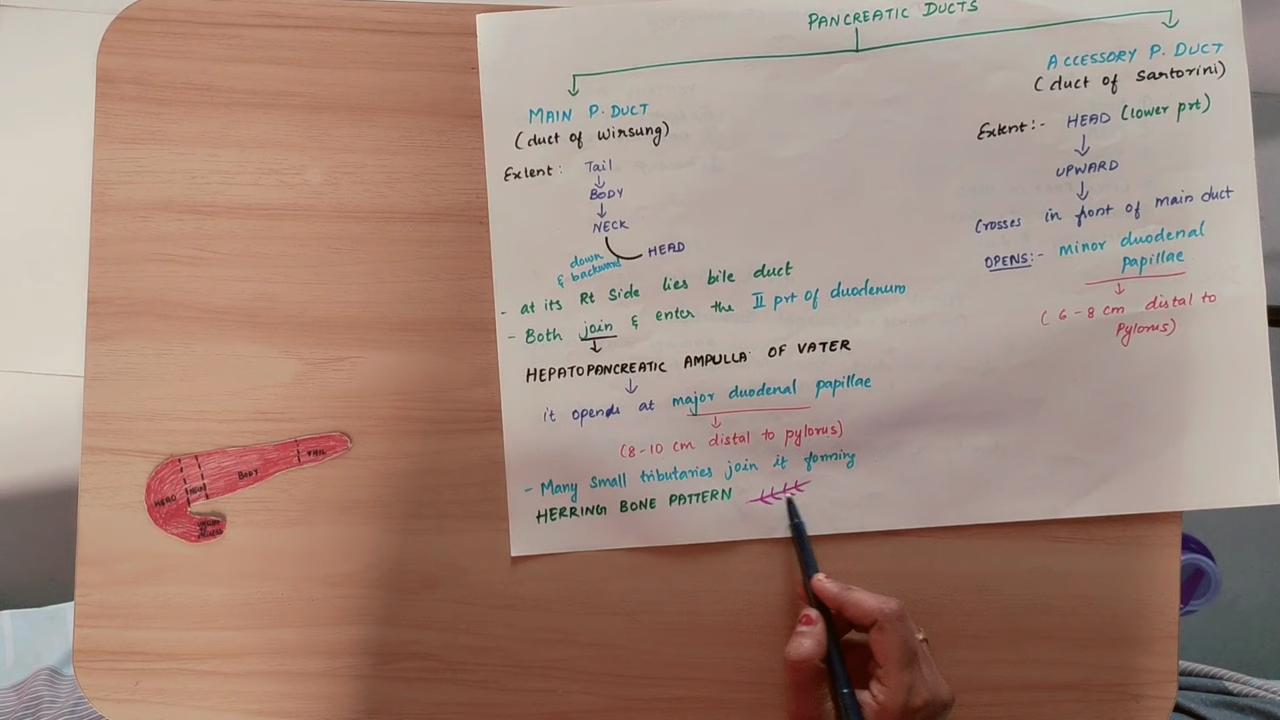 PANCREATIC DUCTS
MAIN P. DUCT
(duct of wirsung)
Extent : Tail
BODY
NECK
down
& backward
HEAD
- at its Rt Side lies bile duct
- Both join & enter the II prt of duodenum
HEPATOPANCREATIC AMPULLA OF VATER
it opends at major duodenal papillae
(8-10 cm distal to pylorus)
- Many small tributaries join it forming
HERRING BONE PATTERN
ACCESSORY P. DUCT
(duct of Sartorini)
Extent:- HEAD (lower prt)
UPWARD
Crosses in front of main duct
OPENS:- minor duodenal
papillae
(6-8 cm distal to
Pylorus)
HEAD
NECK
BODY
TAIL